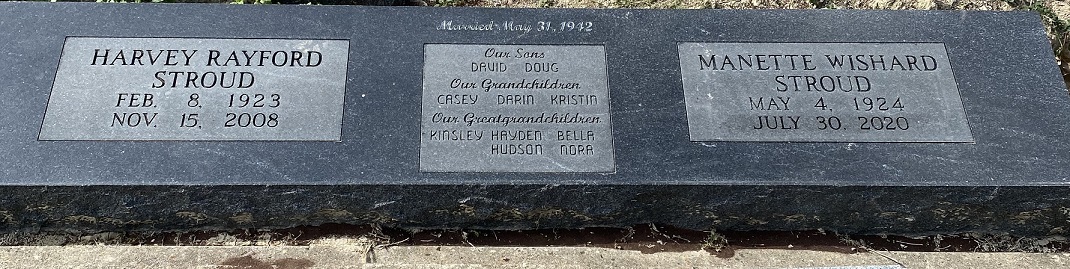 Married May 31, 1942
HARVEY RAYFORD
STROUD
FEB. 8, 1923
NOV. 15, 2008
Our Sons
DAVID DOUG
Our Grandchildren
CASEY DARIN KRISTIN
Our Greatgrandchildren
KINSLEY HAYDEN BELLA
HUDSON NORA
MANETTE WISHARD
STROUD
MAY 4, 1924
JULY 30, 2020